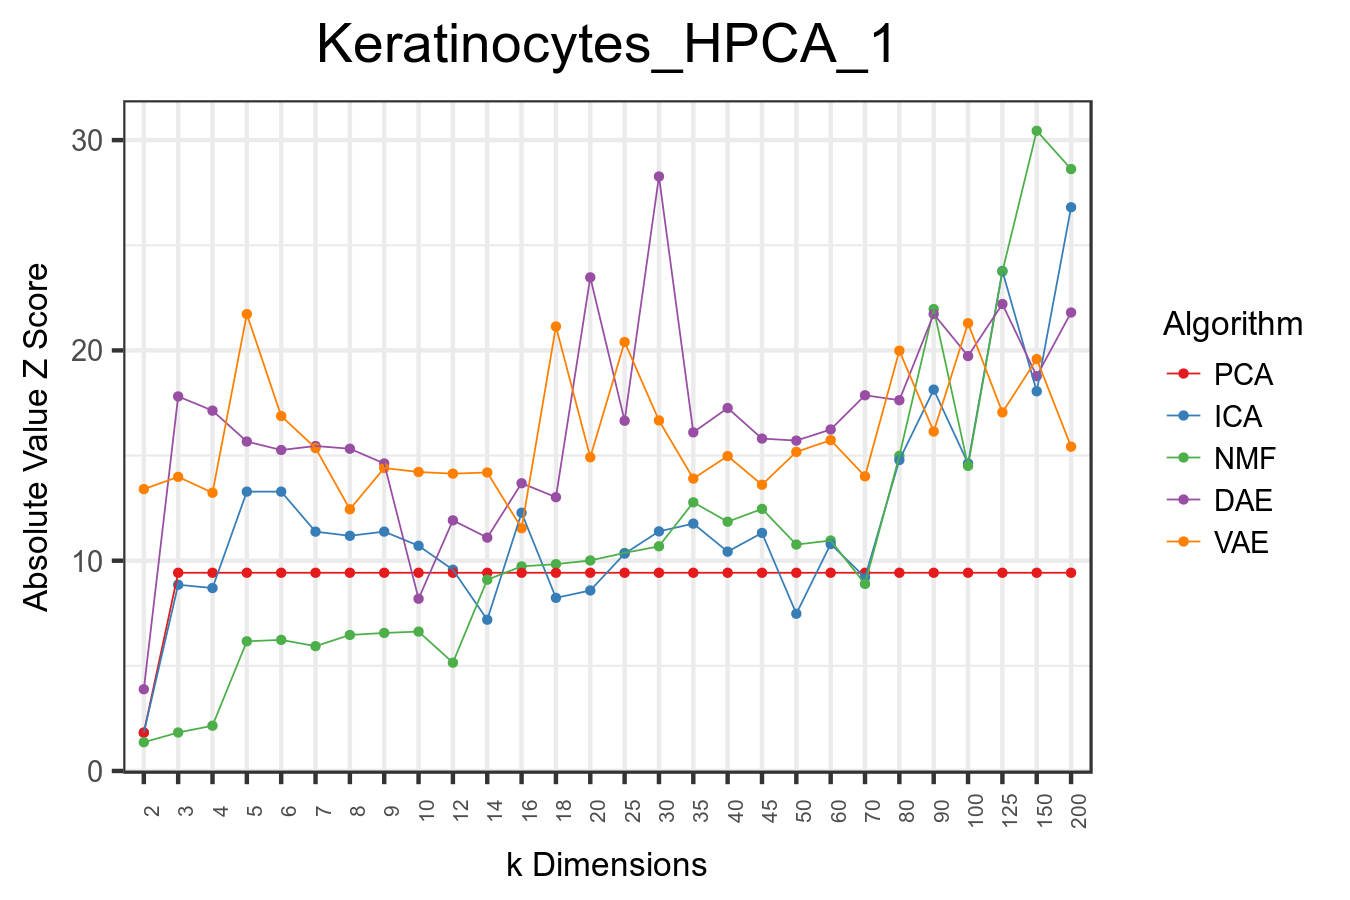 Keratinocytes_HPCA_1
Absolute Value Z Score
30
20
10
0
2 3 4 5 6 7 8 9 10 12 14 16 18 20 25 30 35 40 45 50 60 70 80 90 100 125 150 200
k Dimensions
Algorithm
PCA
ICA
NMF
DAE
VAE